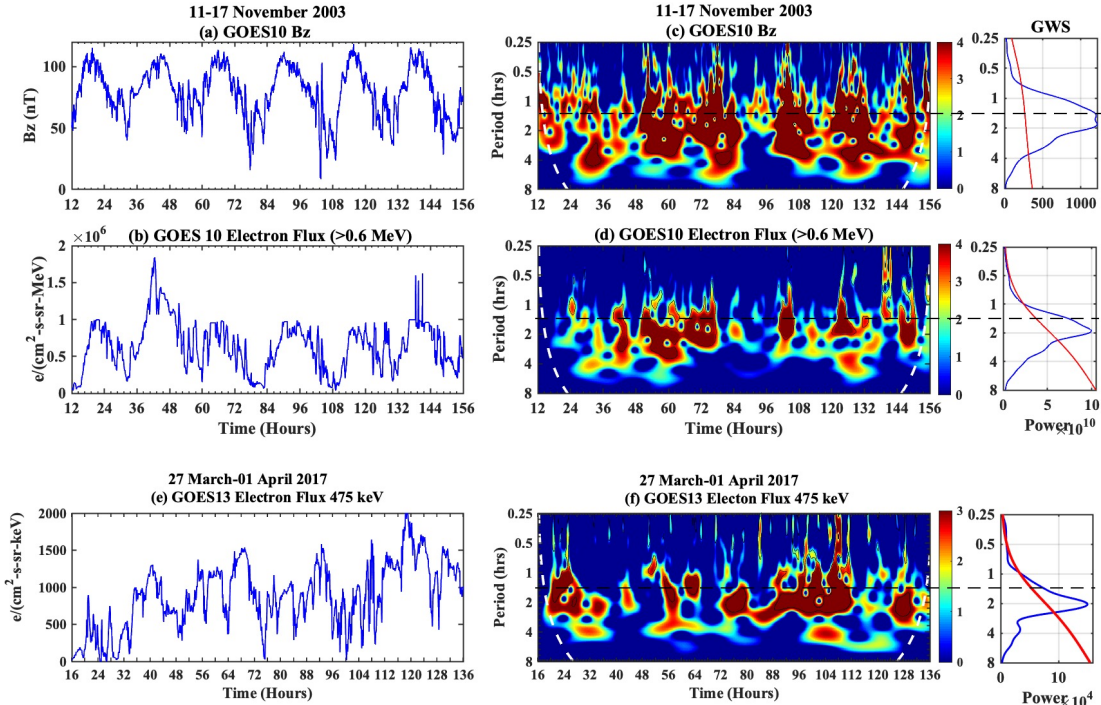 11-17 November 2003
(a) GOES10 Bz
Bz (nT)
100
50
0
12 24 36 48 60 72 84 96 108 120 132 144 156
11-17 November 2003
(c) GOES10 Bz
Period (hrs)
0.25
0.5
1
2
4
8
12 24 36 48 60 72 84 96 108 120 132 144 156
4
3
2
1
0
GWS
0.25
0.5
1
2
4
8
0 500 1000
(b) GOES 10 Electron Flux (>0.6 MeV)
×10^6
e/(cm^2-s-sr-MeV)
2
1.5
1
0.5
0
12 24 36 48 60 72 84 96 108 120 132 144 156
Time (Hours)
(d) GOES10 Electron Flux (>0.6 MeV)
Period (hrs)
0.25
0.5
1
2
4
8
12 24 36 48 60 72 84 96 108 120 132 144 156
Time (Hours)
4
3
2
1
0
0.25
0.5
1
2
4
8
0 5 10
Power ×10^10
27 March-01 April 2017
(e) GOES13 Electron Flux 475 keV
e/(cm^2-s-sr-keV)
2000
1500
1000
500
0
16 24 32 40 48 56 64 72 80 88 96 104 112 120 128 136
Time (Hours)
27 March-01 April 2017
(f) GOES13 Electon Flux 475 keV
Period (hrs)
0.25
0.5
1
2
4
8
16 24 32 40 48 56 64 72 80 88 96 104 112 120 128 136
Time (Hours)
3
2
1
0
0.25
0.5
1
2
4
8
0 10
Power ×10^4